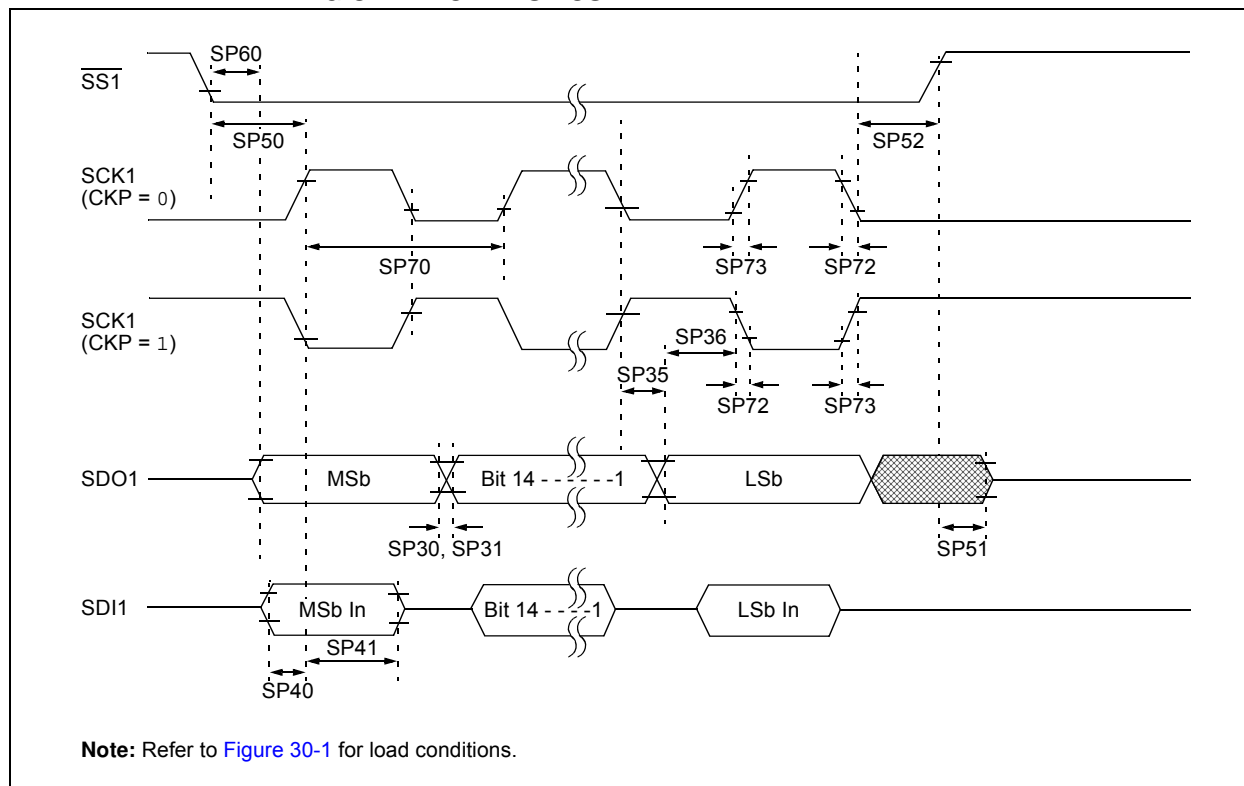 SP60
SS1
SP50
SP52
SCK1
(CKP = 0)
SP70
SP73
SP72
SCK1
(CKP = 1)
SP36
SP35
SP72
SP73
SDO1
MSb
Bit 14 - - - - - -1
LSb
SP30, SP31
SP51
SDI1
MSb In
Bit 14 - - - -1
LSb In
SP41
SP40
Note: Refer to Figure 30-1 for load conditions.